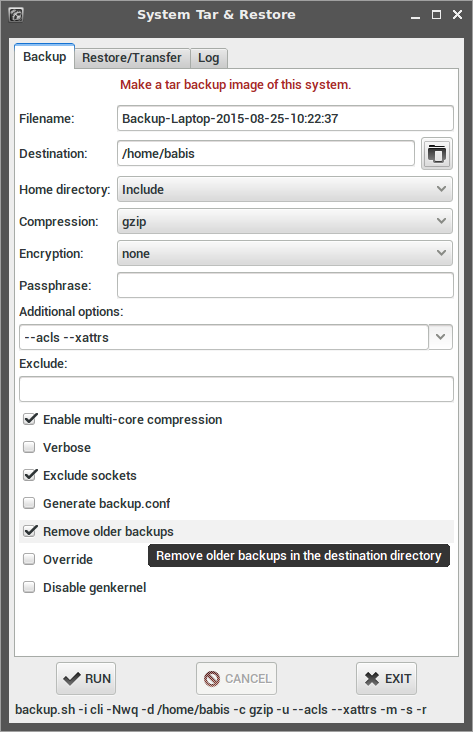 System Tar & Restore
Backup
Restore/Transfer
Log
Make a tar backup image of this system.
Filename:
Backup-Laptop-2015-08-25-10:22:37
Destination:
/home/babis
Home directory:
Include
Compression:
gzip
Encryption:
none
Passphrase:
Additional options:
--acls --xattrs
Exclude:
Enable multi-core compression
Verbose
Exclude sockets
Generate backup.conf
Remove older backups
Override
Remove older backups in the destination directory
Disable genkernel
RUN
CANCEL
EXIT
backup.sh -i cli -Nwq -d /home/babis -c gzip -u --acls --xattrs -m -s -r